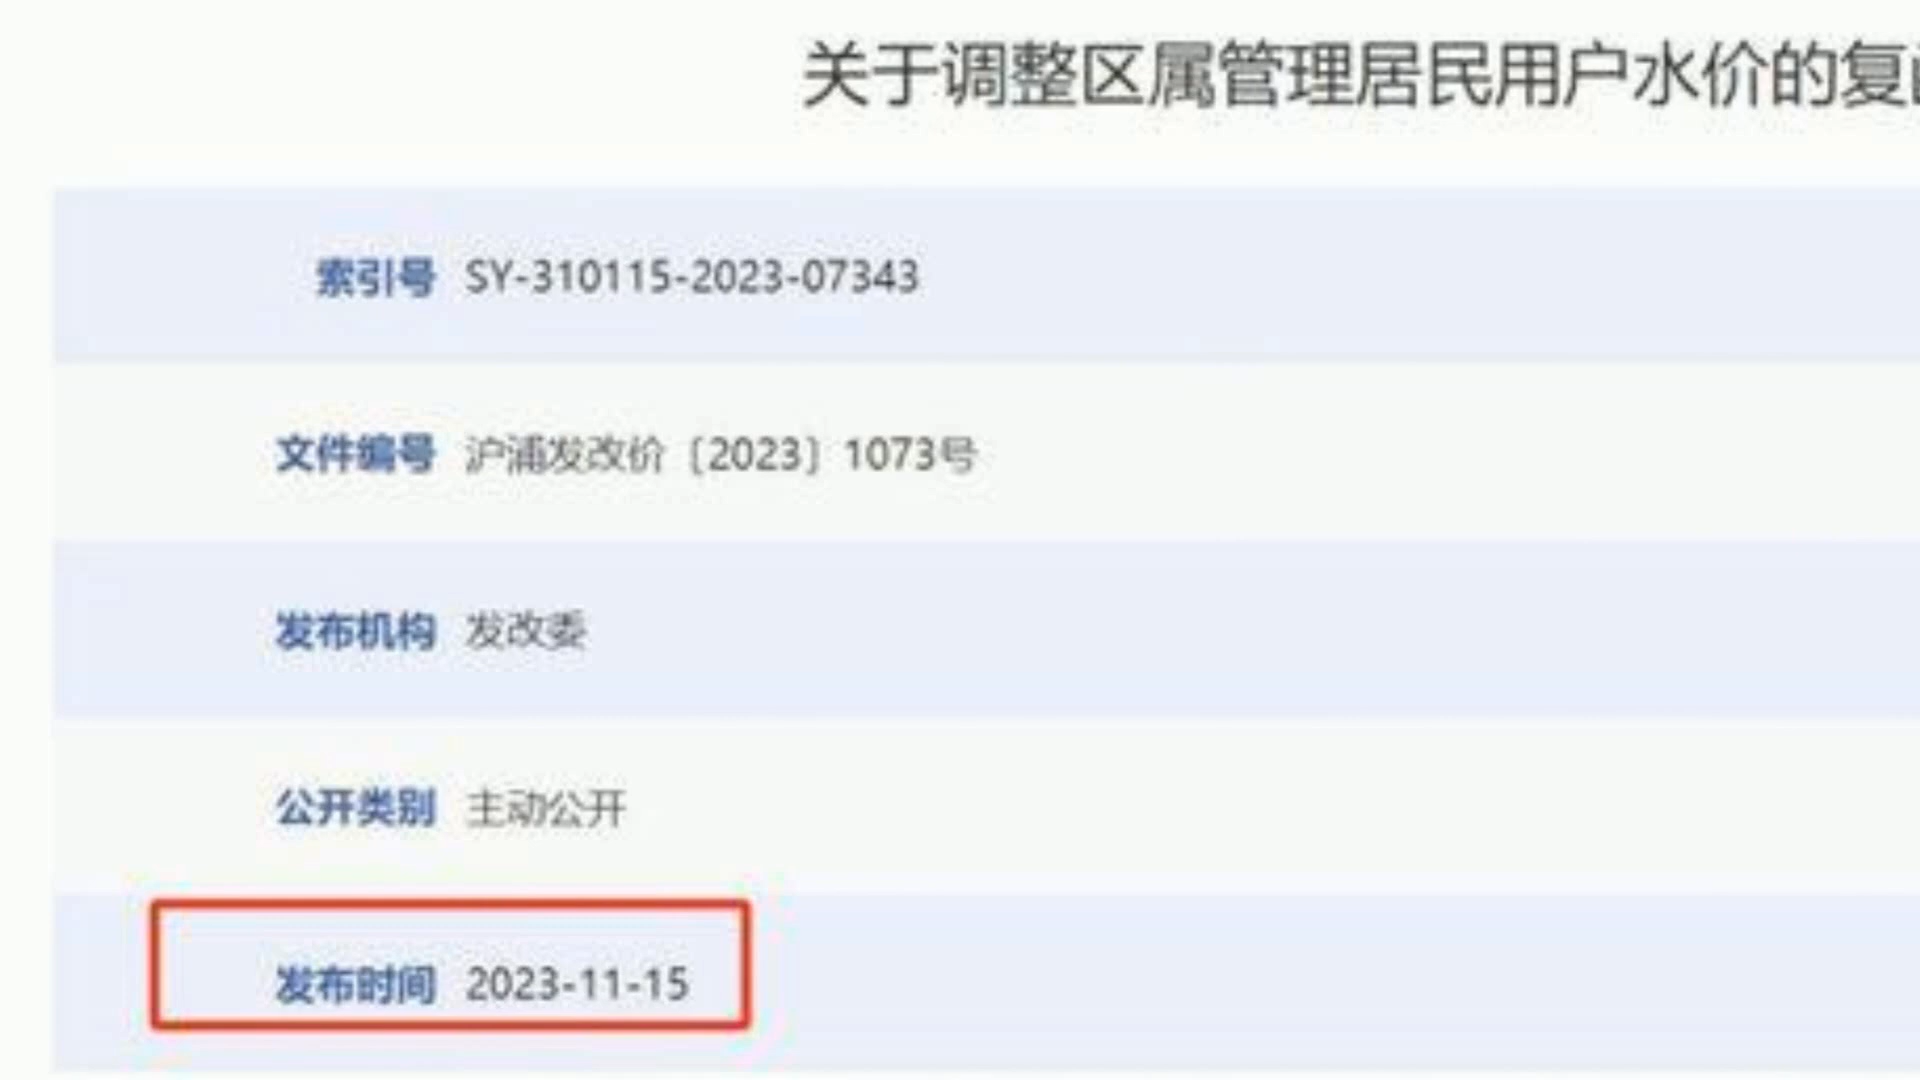 关于调整区属管理居民用户水价的复
索引号 SY-310115-2023-07343
文件编号 沪浦发改价〔2023〕1073号
发布机构 发改委
公开类别 主动公开
发布时间 2023-11-15